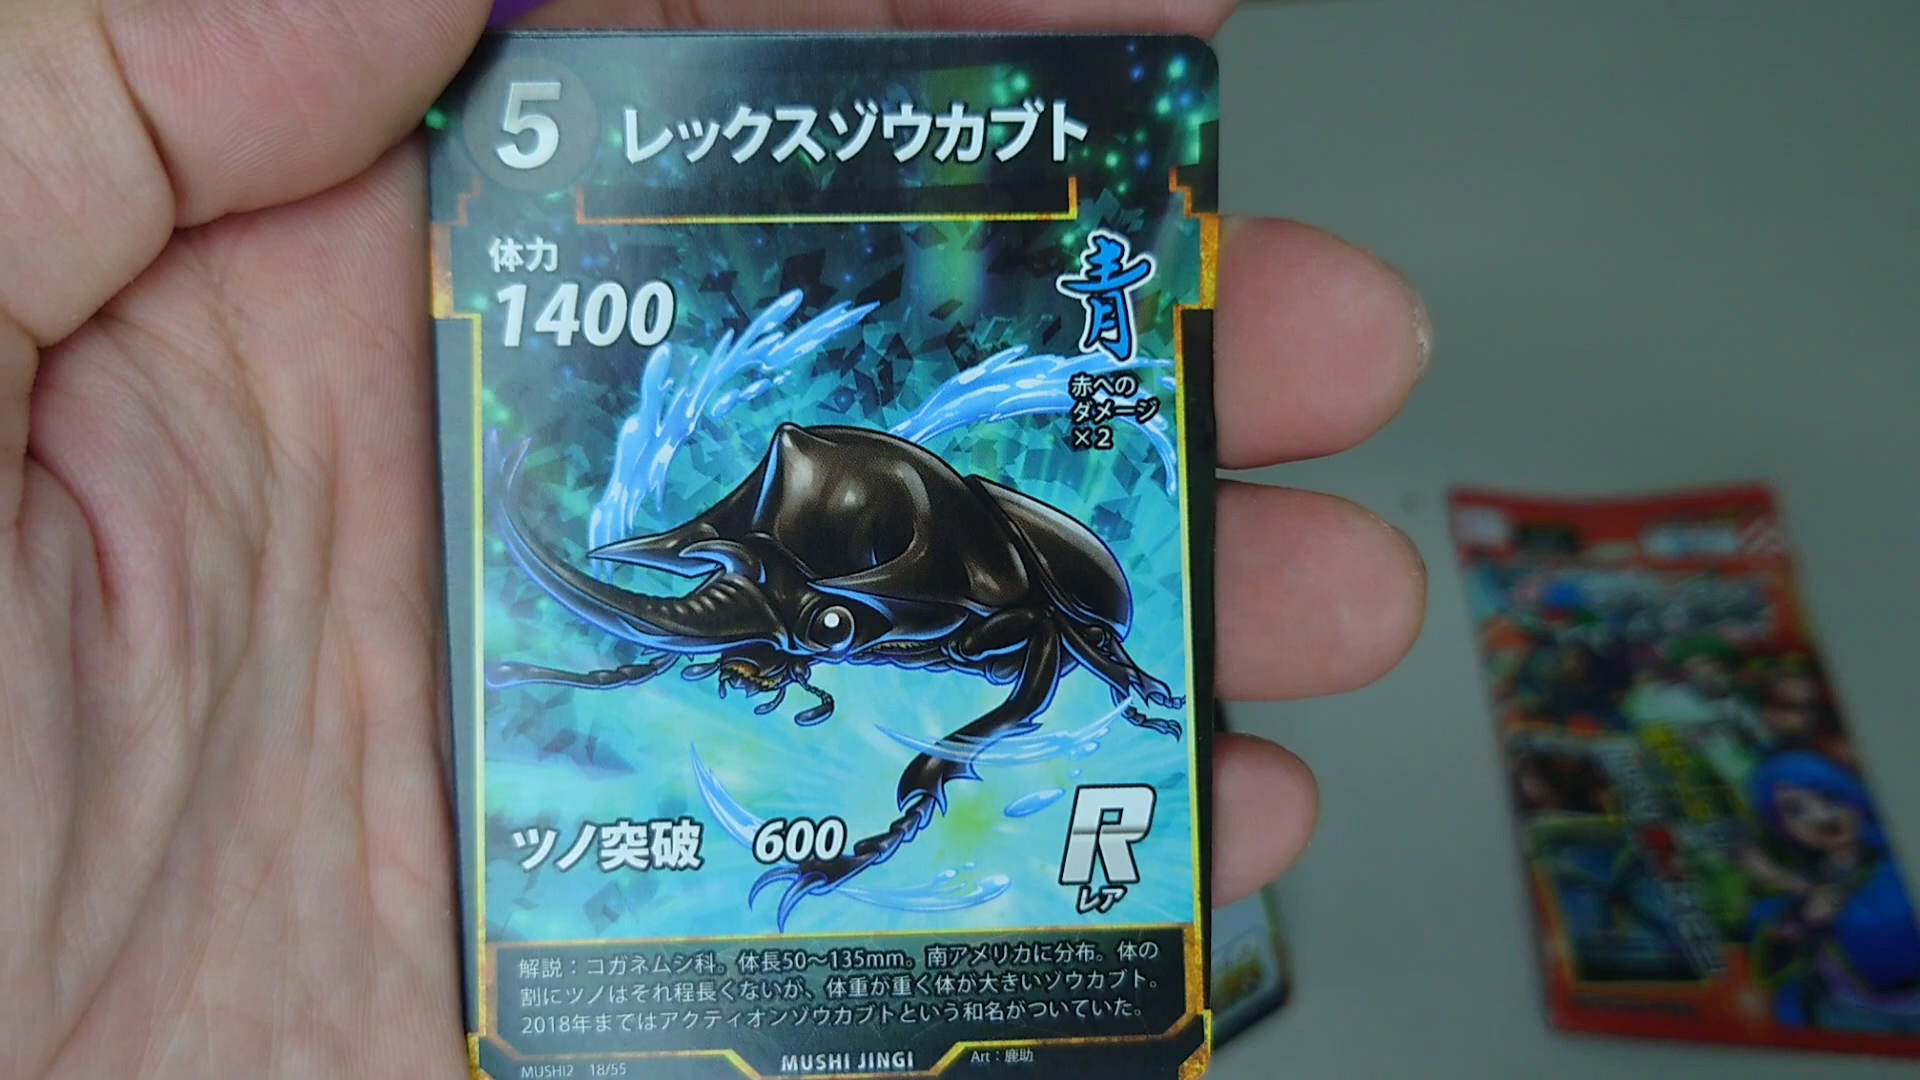 5 レックスゾウカブト
体力
1400
青
赤への
ダメージ
×2
ツノ突破 600
R
レア
解説：コガネムシ科。体長50～135mm。南アメリカに分布。体の
割にツノはそれ程長くないが、体重が重く体が大きいゾウカブト。
2018年まではアクティオンゾウカブトという和名がついていた。
MUSHI2 18/55
MUSHI JINGI
Art：鹿助